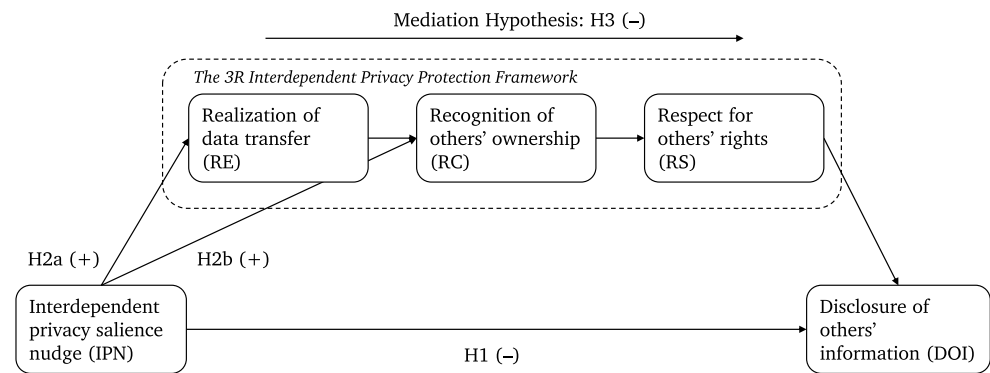 Mediation Hypothesis: H3 (–)
The 3R Interdependent Privacy Protection Framework
Realization of
data transfer
(RE)
Recognition of
others’ ownership
(RC)
Respect for
others’ rights
(RS)
H2a (+)
H2b (+)
Interdependent
privacy salience
nudge (IPN)
H1 (–)
Disclosure of
others’
information (DOI)